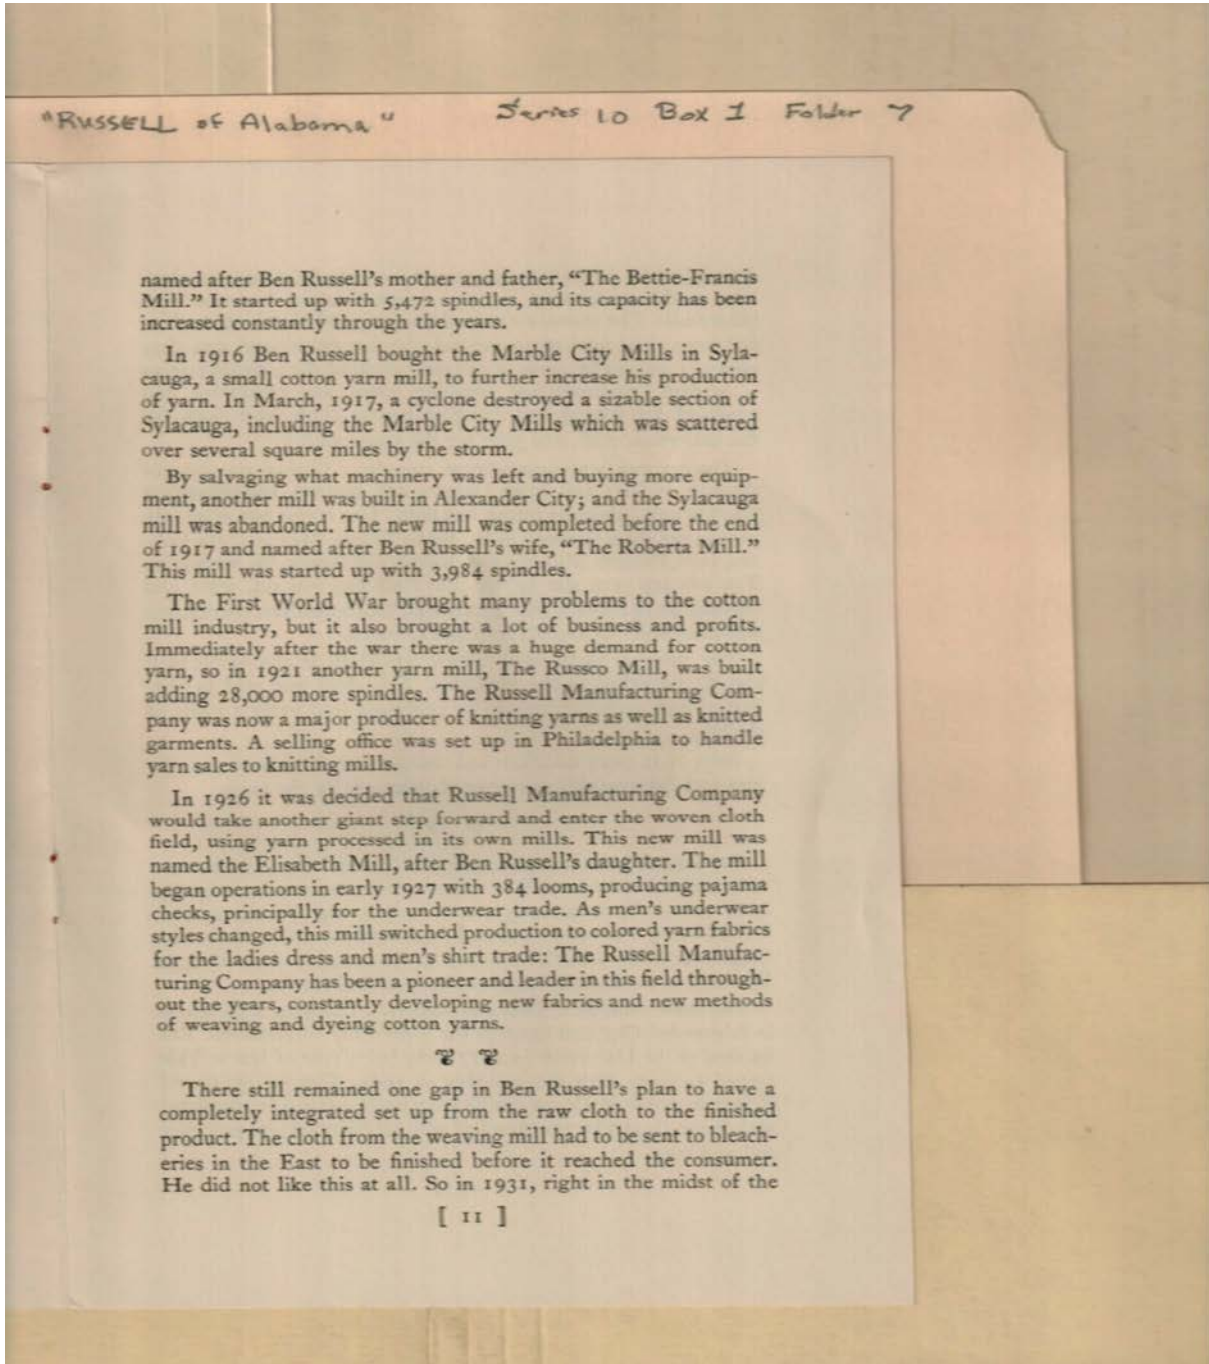 "RUSSELL of Alabama" Series 10 Box 1 Folder 7
named after Ben Russell's mother and father, "The Bettie-Francis
Mill." It started up with 5,472 spindles, and its capacity has been
increased constantly through the years.
In 1916 Ben Russell bought the Marble City Mills in Syla-
cauga, a small cotton yarn mill, to further increase his production
of yarn. In March, 1917, a cyclone destroyed a sizable section of
Sylacauga, including the Marble City Mills which was scattered
over several square miles by the storm.
By salvaging what machinery was left and buying more equip-
ment, another mill was built in Alexander City; and the Sylacauga
mill was abandoned. The new mill was completed before the end
of 1917 and named after Ben Russell's wife, "The Roberta Mill."
This mill was started up with 3,984 spindles.
The First World War brought many problems to the cotton
mill industry, but it also brought a lot of business and profits.
Immediately after the war there was a huge demand for cotton
yarn, so in 1921 another yarn mill, The Russco Mill, was built
adding 28,000 more spindles. The Russell Manufacturing Com-
pany was now a major producer of knitting yarns as well as knitted
garments. A selling office was set up in Philadelphia to handle
yarn sales to knitting mills.
In 1926 it was decided that Russell Manufacturing Company
would take another giant step forward and enter the woven cloth
field, using yarn processed in its own mills. This new mill was
named the Elisabeth Mill, after Ben Russell's daughter. The mill
began operations in early 1927 with 384 looms, producing pajama
checks, principally for the underwear trade. As men's underwear
styles changed, this mill switched production to colored yarn fabrics
for the ladies dress and men's shirt trade: The Russell Manufac-
turing Company has been a pioneer and leader in this field through-
out the years, constantly developing new fabrics and new methods
of weaving and dyeing cotton yarns.
There still remained one gap in Ben Russell's plan to have a
completely integrated set up from the raw cloth to the finished
product. The cloth from the weaving mill had to be sent to bleach-
eries in the East to be finished before it reached the consumer.
He did not like this at all. So in 1931, right in the midst of the
[ 11 ]